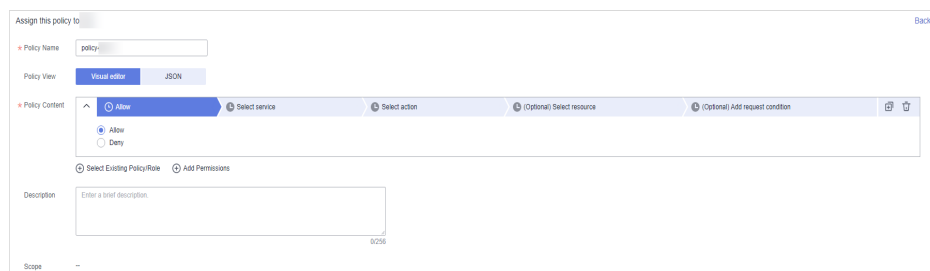 Assign this policy to
Back
* Policy Name
policy-
Policy View
Visual editor
JSON
* Policy Content
Allow
Select service
Select action
(Optional) Select resource
(Optional) Add request condition
Allow
Deny
Select Existing Policy/Role
Add Permissions
Description
Enter a brief description.
0/256
Scope
--